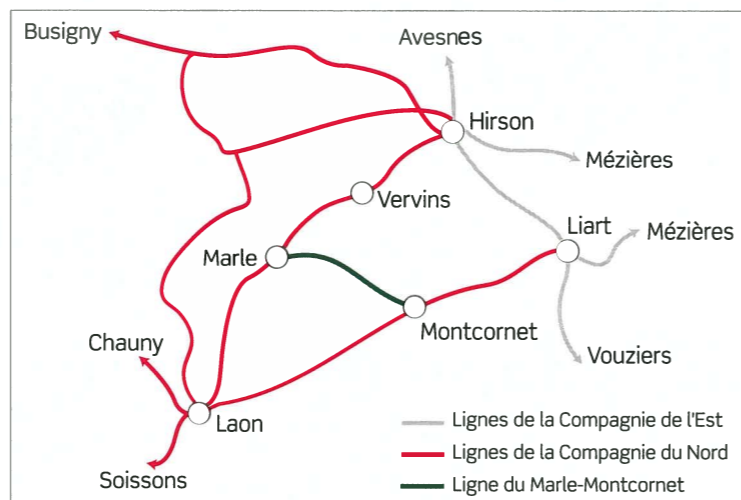 Busigny
Avesnes
Hirson
Mézières
Vervins
Liart
Mézières
Marle
Montcornet
Chauny
Vouziers
Laon
Soissons
Lignes de la Compagnie de l'Est
Lignes de la Compagnie du Nord
Ligne du Marle-Montcornet